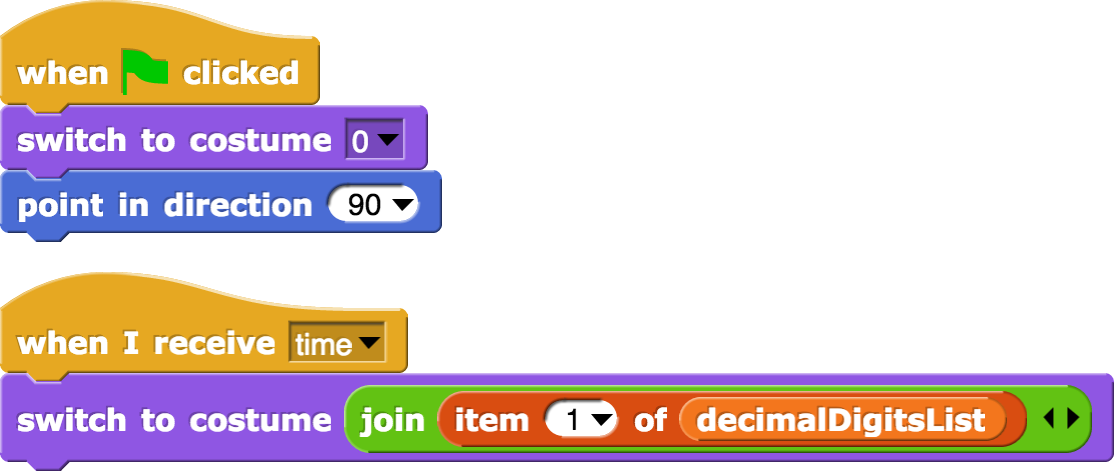 when clicked
switch to costume 0
point in direction 90
when I receive time
switch to costume join item 1 of decimalDigitsList